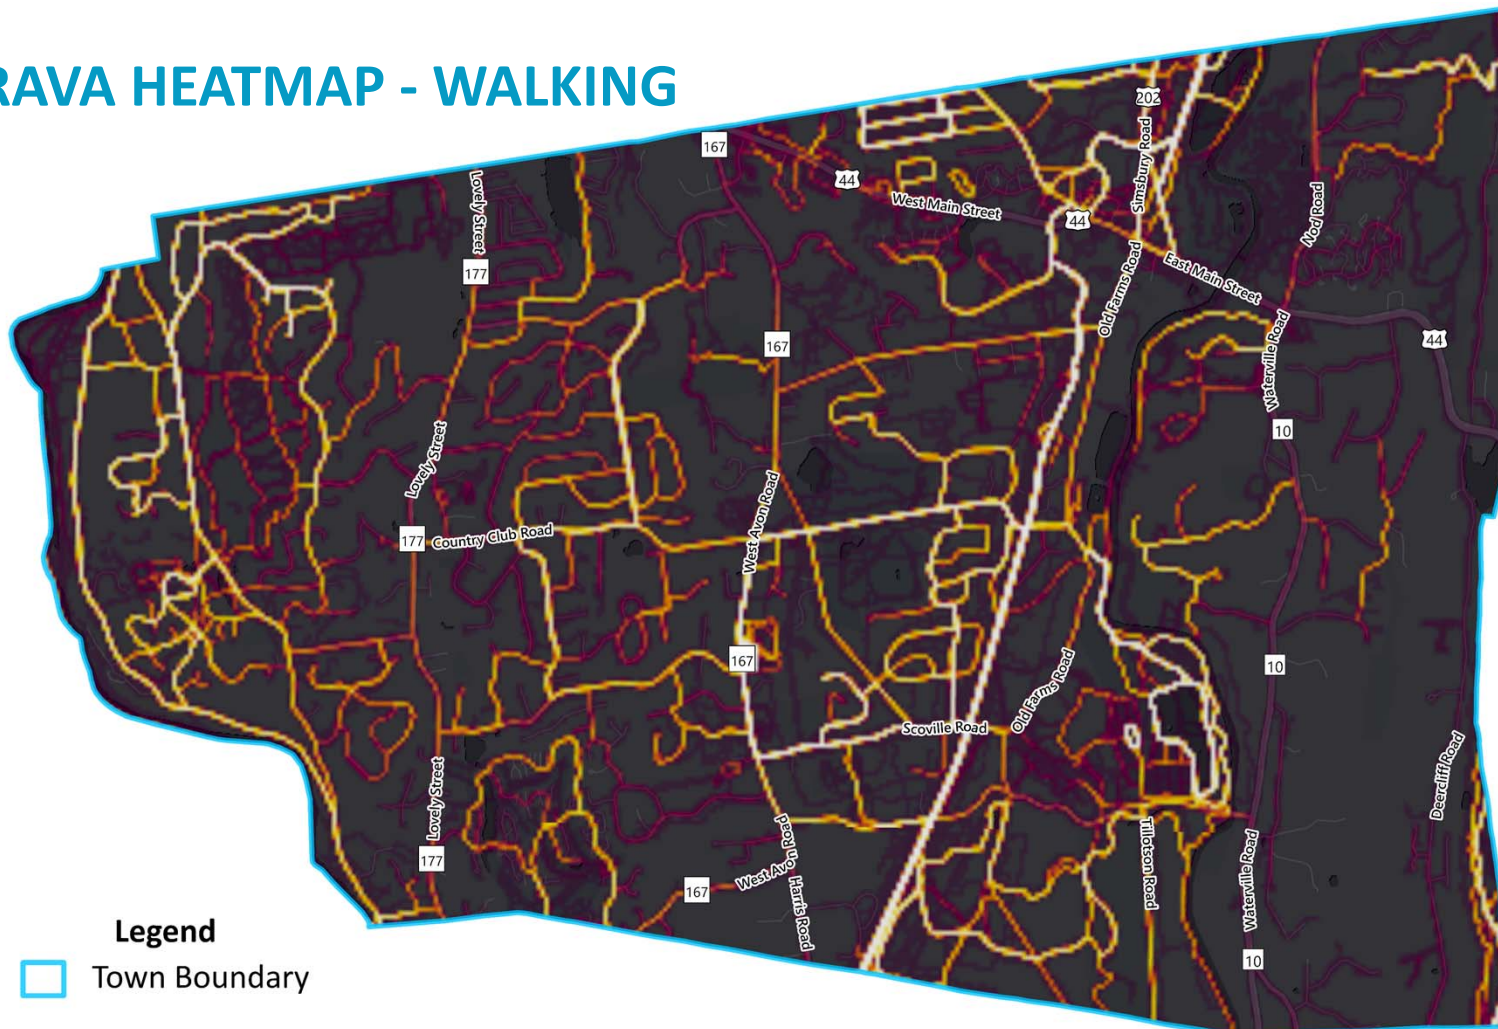 RAVA HEATMAP - WALKING
202
167
44
Lovely Street
Simsbury Road
West Main Street
44
Nod Road
177
Old Farms Road
East Main Street
167
44
Waterville Road
10
Lovely Street
West Avon Road
177
Country Club Road
167
10
Old Farms Road
Scoville Road
Deercliff Road
Lovely Street
177
West Avon Road
167
Harris Road
Tillotson Road
Waterville Road
10
Legend
Town Boundary